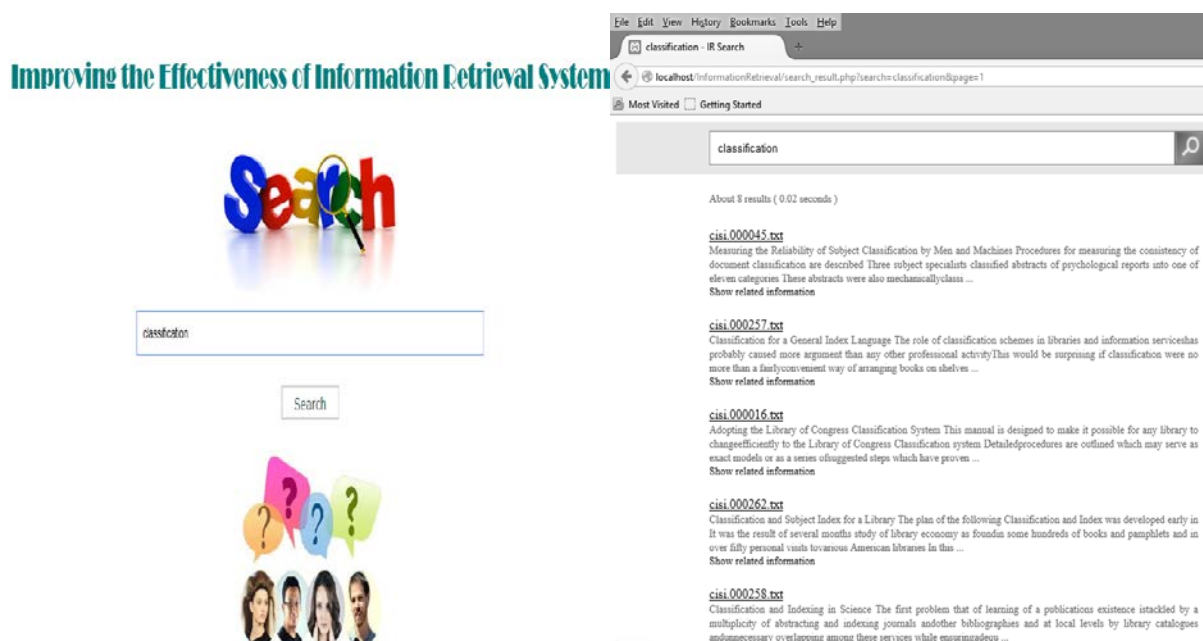 Improving the Effectiveness of Information Retrieval System
Search
classification
Search
? ? ? ?
File Edit View History Bookmarks Tools Help
classification - IR Search +
localhost/InformationRetrieval/search_result.php?search=classification&page=1
Most Visited Getting Started
classification
About 8 results ( 0.02 seconds )
cisi.000045.txt
Measuring the Reliability of Subject Classification by Men and Machines Procedures for measuring the consistency of
document classification are described Three subject specialists classified abstracts of psychological reports into one of
eleven categories These abstracts were also mechanicallyclassi ...
Show related information
cisi.000257.txt
Classification for a General Index Language The role of classification schemes in libraries and information serviceshas
probably caused more argument than any other professional activityThis would be surprising if classification were no
more than a fairlyconvenient way of arranging books on shelves ...
Show related information
cisi.000016.txt
Adopting the Library of Congress Classification System This manual is designed to make it possible for any library to
changeefficiently to the Library of Congress Classification system Detailedprocedures are outlined which may serve as
exact models or as a series ofsuggested steps which have proven ...
Show related information
cisi.000262.txt
Classification and Subject Index for a Library The plan of the following Classification and Index was developed early in
It was the result of several months study of library economy as foundin some hundreds of books and pamphlets and in
over fifty personal visits tovarious American libraries In this ...
Show related information
cisi.000258.txt
Classification and Indexing in Science The first problem that of learning of a publications existence istackled by a
multiplicity of abstracting and indexing journals andother bibliographies and at local levels by library catalogues
andunnecessary overlapping among these services while ensuringadequ ...